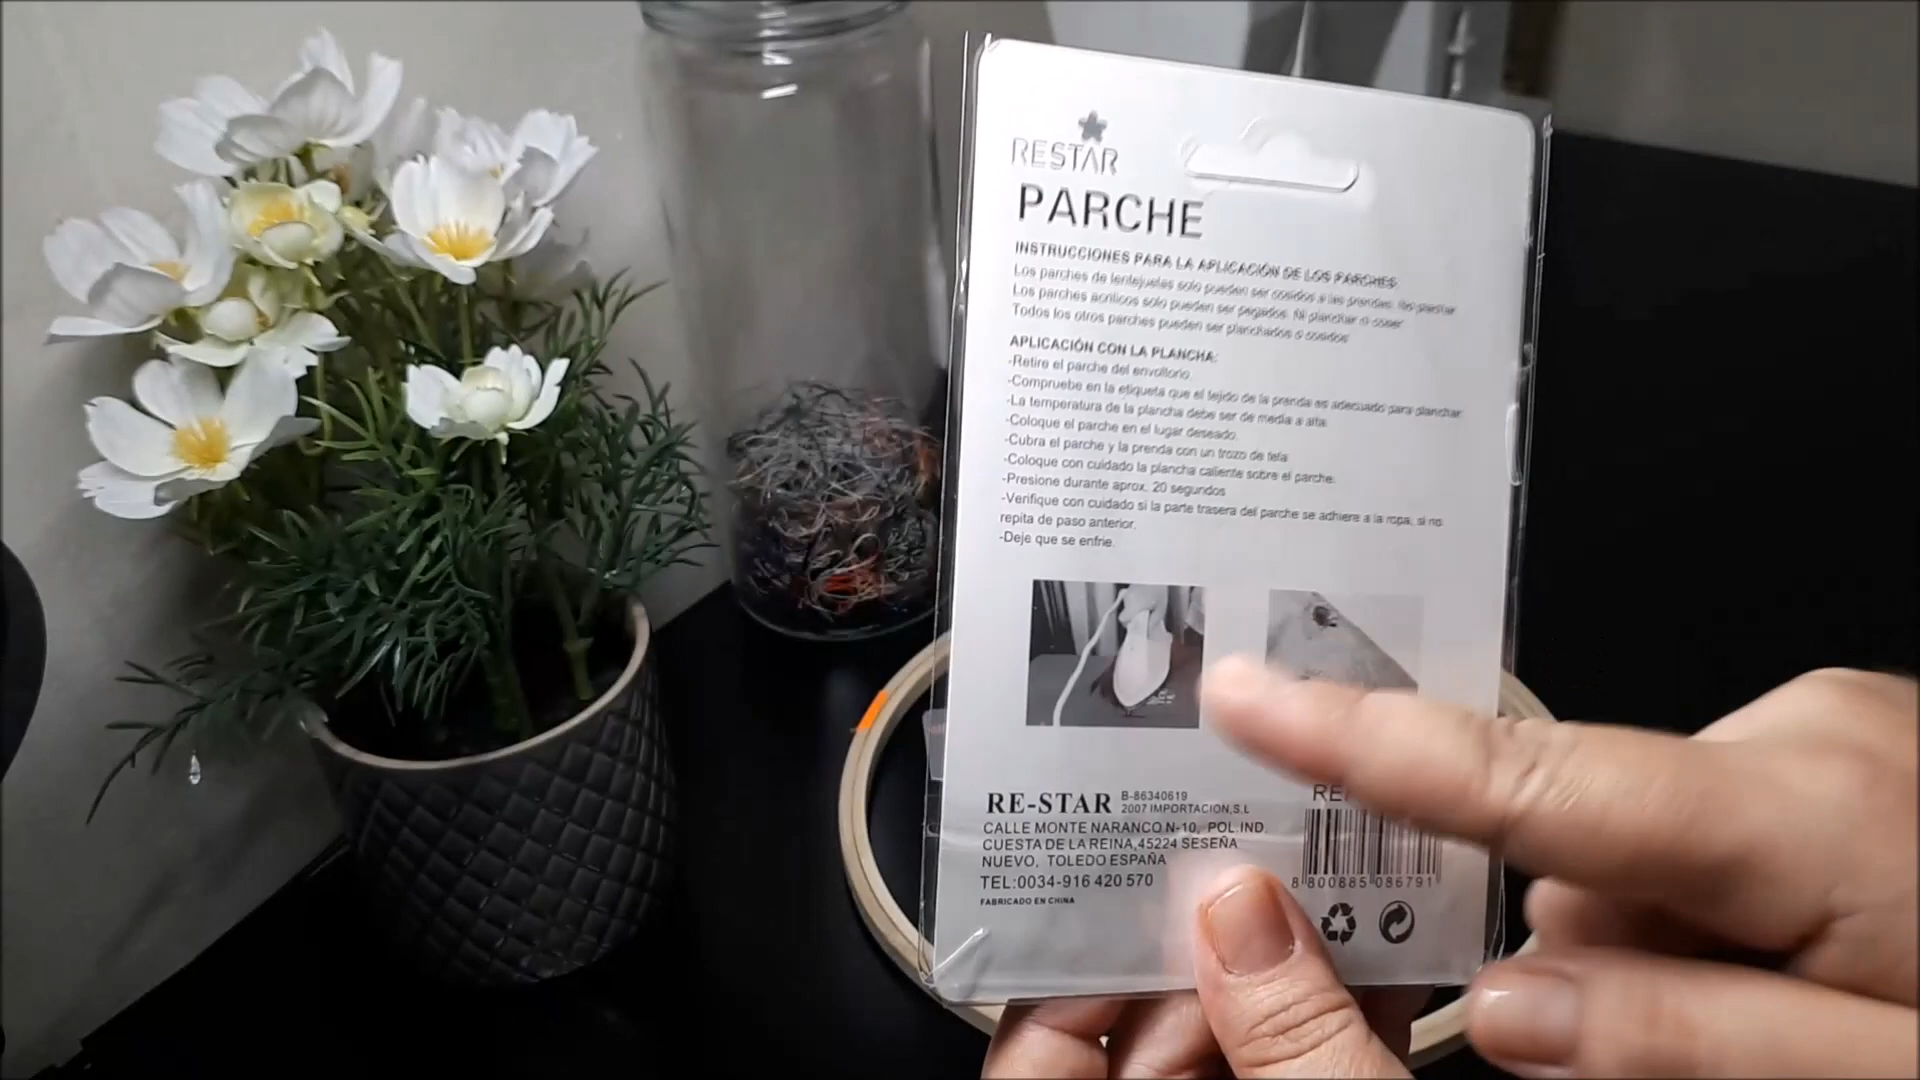 RESTAR
PARCHE
INSTRUCCIONES PARA LA APLICACIÓN DE LOS PARCHES
Los parches de lentejuelas solo pueden ser cosidos a las prendas. No planchar
Los parches acrílicos solo pueden ser pegados. Ni planchar ni coser
Todos los otros parches pueden ser planchados o cosidos
APLICACIÓN CON LA PLANCHA:
-Retire el parche del envoltorio.
-Compruebe en la etiqueta que el tejido de la prenda es adecuado para planchar.
-La temperatura de la plancha debe ser de media a alta.
-Coloque el parche en el lugar deseado.
-Cubra el parche y la prenda con un trozo de tela
-Coloque con cuidado la plancha caliente sobre el parche.
-Presione durante aprox. 20 segundos
-Verifique con cuidado si la parte trasera del parche se adhiere a la ropa, si no
repita de paso anterior.
-Deje que se enfrie.
RE-STAR B-86340619
2007 IMPORTACION,S.L
CALLE MONTE NARANCO N-10, POL.IND.
CUESTA DE LA REINA,45224 SESEÑA
NUEVO, TOLEDO ESPAÑA
TEL:0034-916 420 570
FABRICADO EN CHINA
8 800885 086791